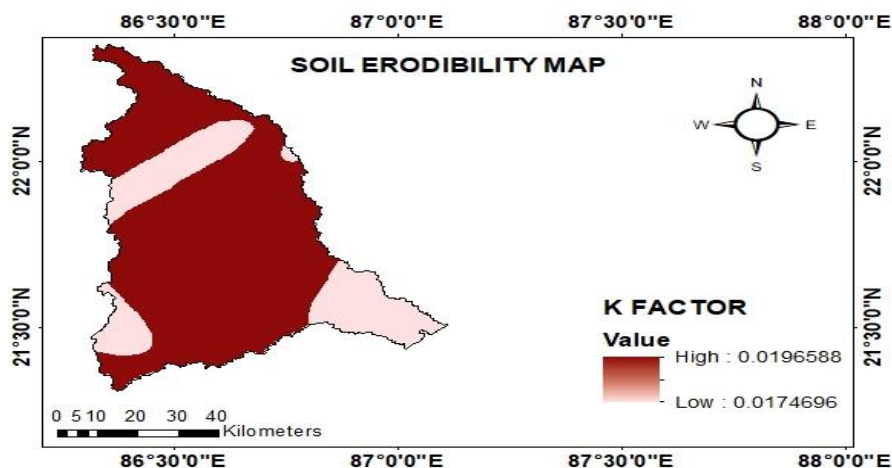 86°30'0"E 87°0'0"E 87°30'0"E 88°0'0"E
SOIL ERODIBILITY MAP
N
W E
S
22°0'0"N 22°0'0"N
21°30'0"N 21°30'0"N
K FACTOR
Value
High : 0.0196588
Low : 0.0174696
0 5 10 20 30 40
Kilometers
86°30'0"E 87°0'0"E 87°30'0"E 88°0'0"E